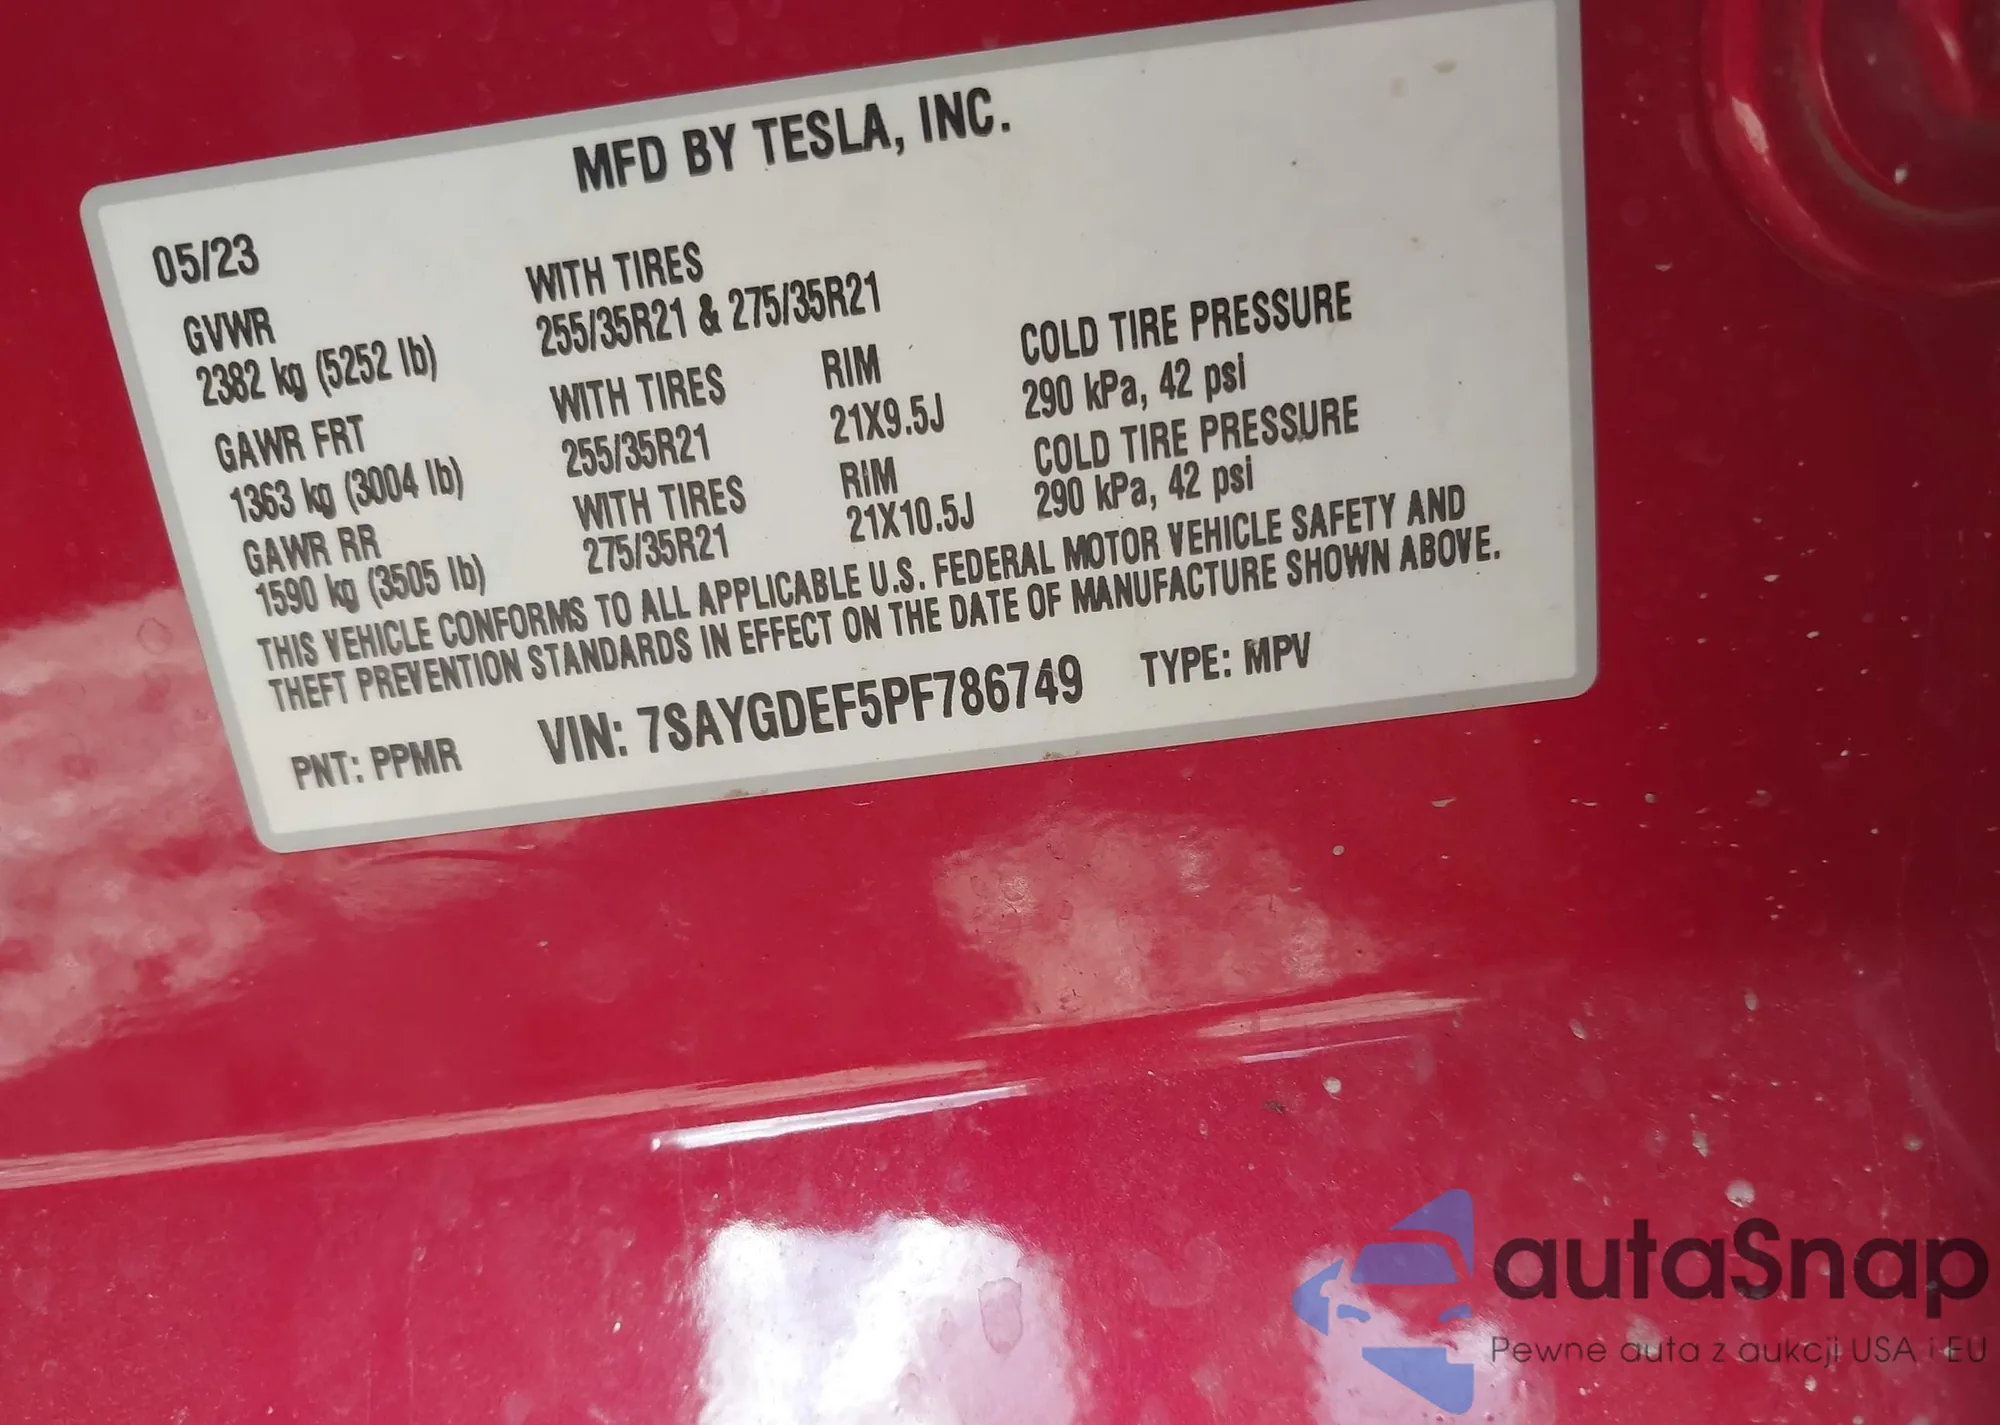 MFD BY TESLA, INC.
05/23
GVWR
2382 kg (5252 lb)
WITH TIRES
255/35R21 & 275/35R21
GAWR FRT
1363 kg (3004 lb)
WITH TIRES
255/35R21
RIM
21X9.5J
COLD TIRE PRESSURE
290 kPa, 42 psi
GAWR RR
1590 kg (3505 lb)
WITH TIRES
275/35R21
RIM
21X10.5J
COLD TIRE PRESSURE
290 kPa, 42 psi
THIS VEHICLE CONFORMS TO ALL APPLICABLE U.S. FEDERAL MOTOR VEHICLE SAFETY AND
THEFT PREVENTION STANDARDS IN EFFECT ON THE DATE OF MANUFACTURE SHOWN ABOVE.
PNT: PPMR VIN: 7SAYGDEF5PF786749 TYPE: MPV
autaSnap
Pewne auta z aukcji USA i EU